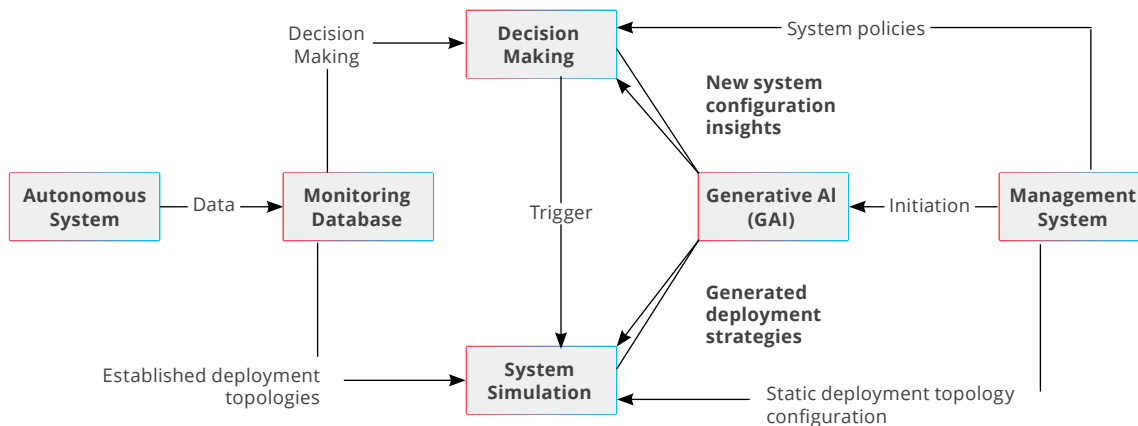 Decision
Making
Decision
Making
System policies
New system
configuration
insights
Autonomous
System
Data
Monitoring
Database
Trigger
Generative AI
(GAI)
Initiation
Management
System
Generated
deployment
strategies
Established deployment
topologies
System
Simulation
Static deployment topology
configuration